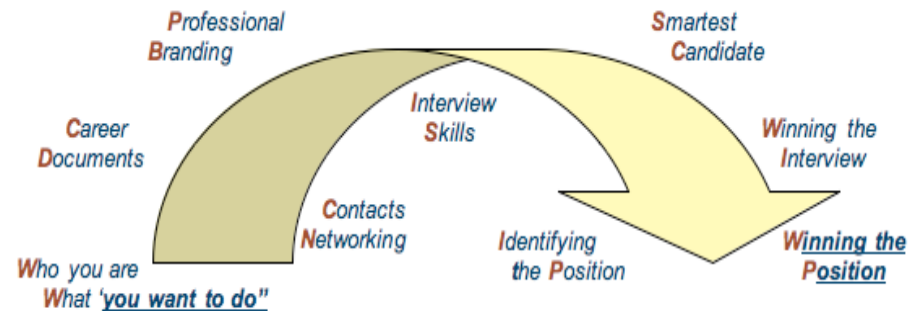 Professional
Branding
Smartest
Candidate
Career
Documents
Interview
Skills
Winning the
Interview
Contacts
Networking
Identifying
the Position
Winning the
Position
Who you are
What ‘you want to do”